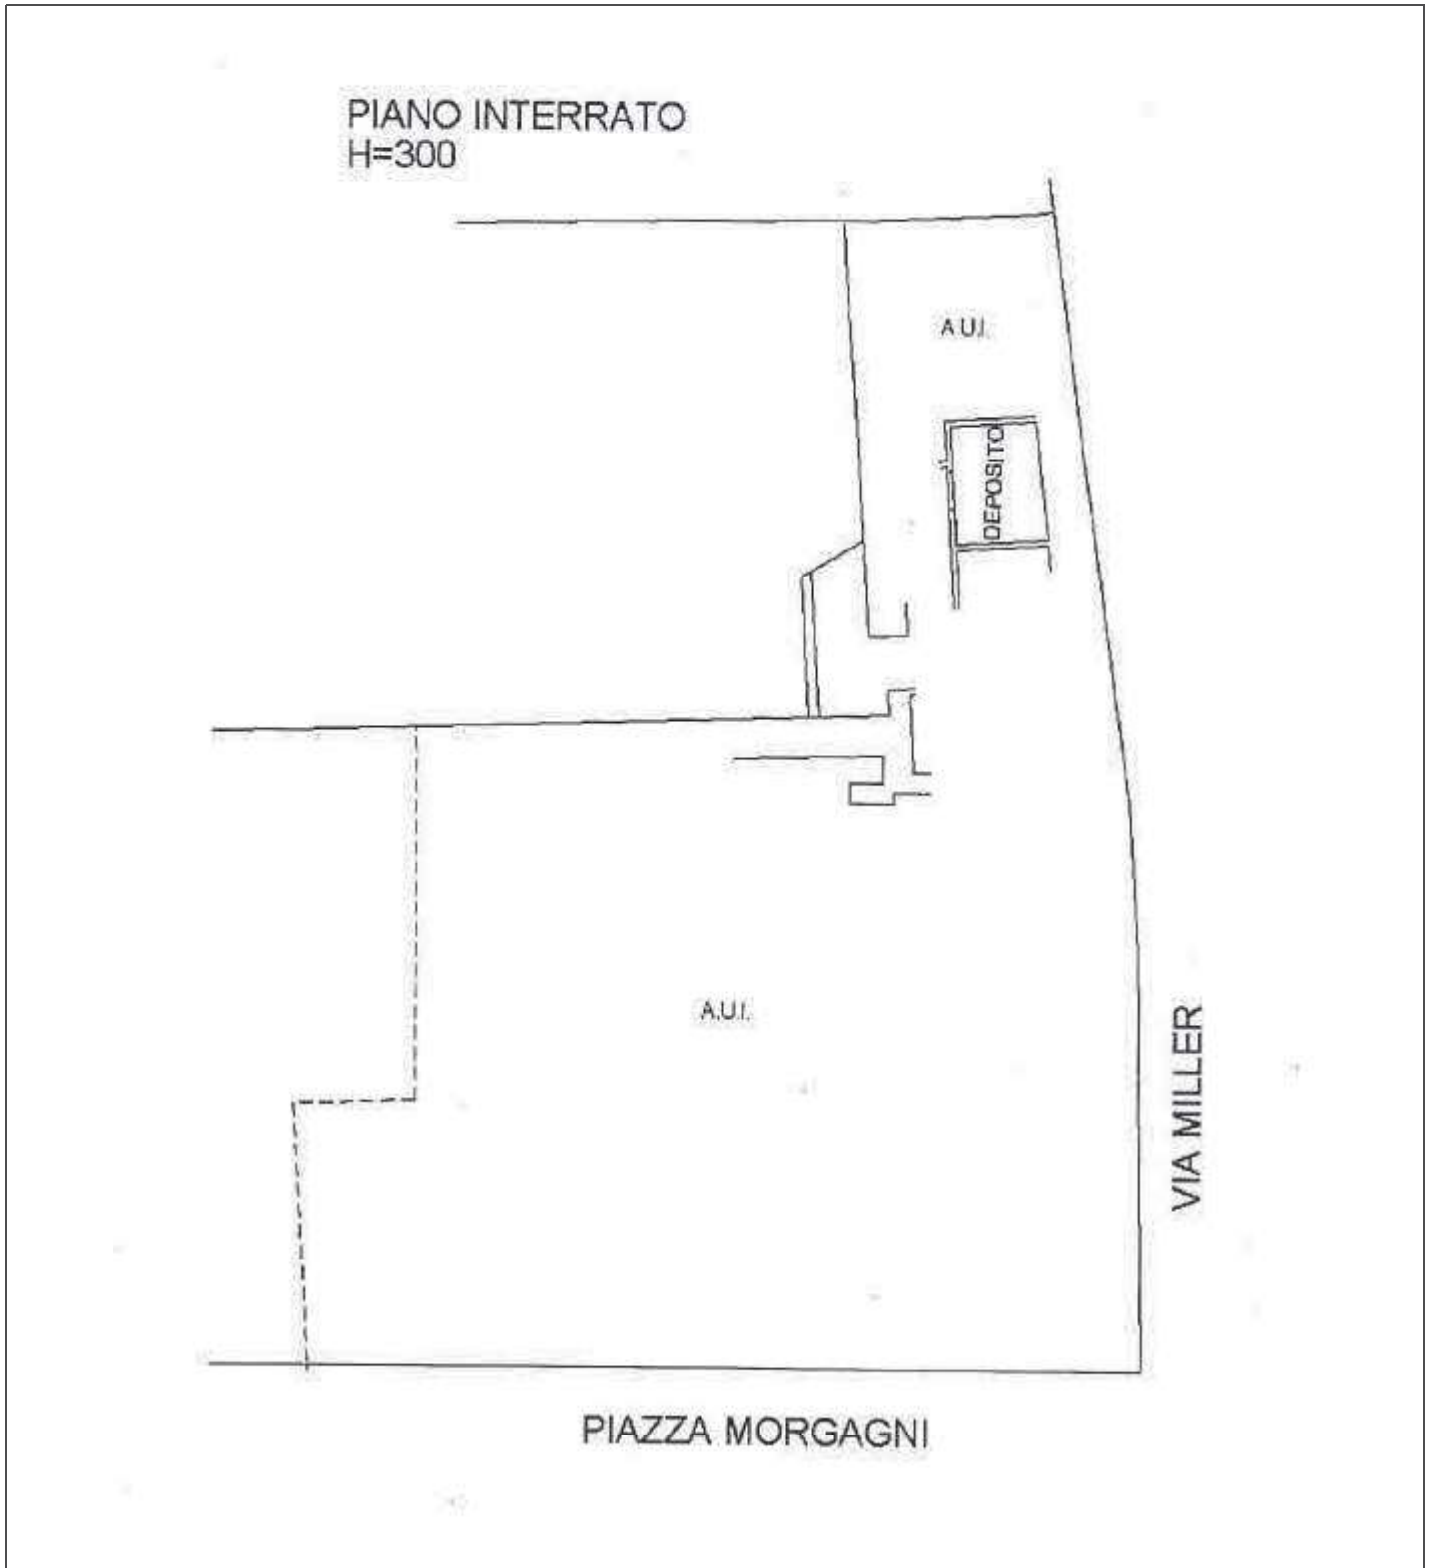 PIANO INTERRATO
H=300
A.U.I.
DEPOSITO
A.U.I.
VIA MILLER
PIAZZA MORGAGNI